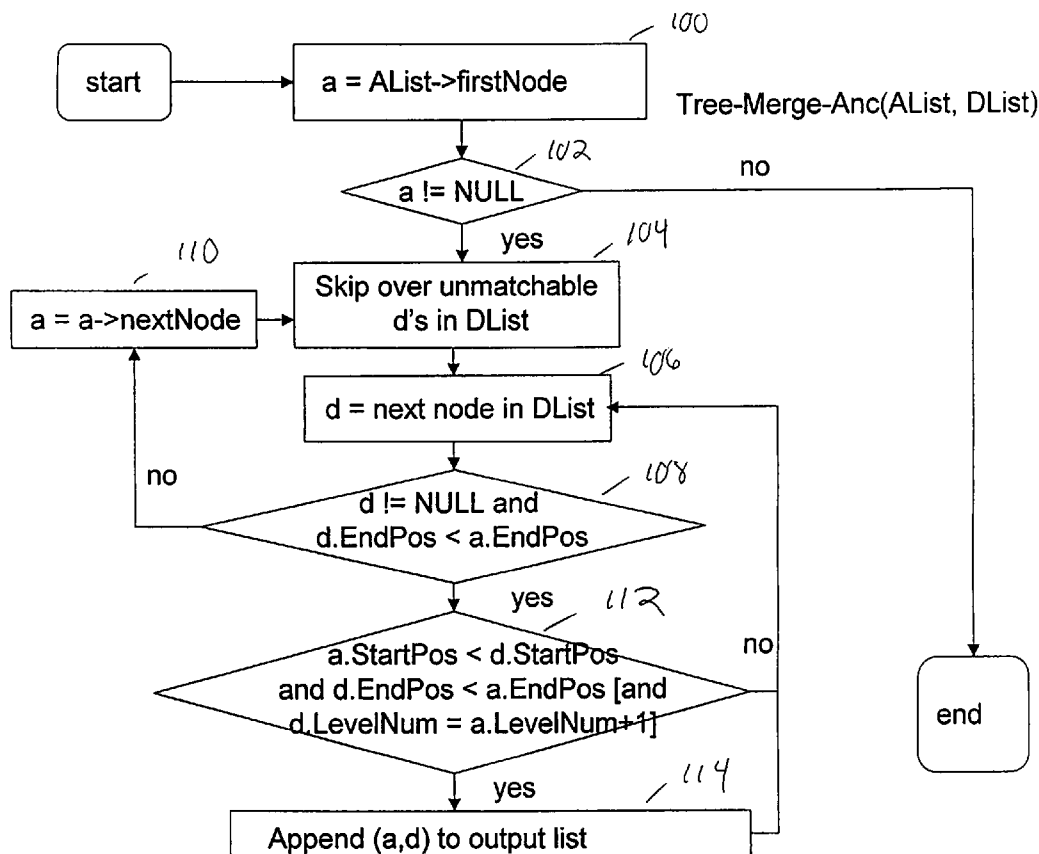 100
start
a = AList->firstNode
Tree-Merge-Anc(AList, DList)
102
no
a != NULL
yes
104
110
Skip over unmatchable
d's in DList
a = a->nextNode
106
d = next node in DList
no
108
d != NULL and
d.EndPos < a.EndPos
yes
112
no
a.StartPos < d.StartPos
and d.EndPos < a.EndPos [and
d.LevelNum = a.LevelNum+1]
end
yes
114
Append (a,d) to output list